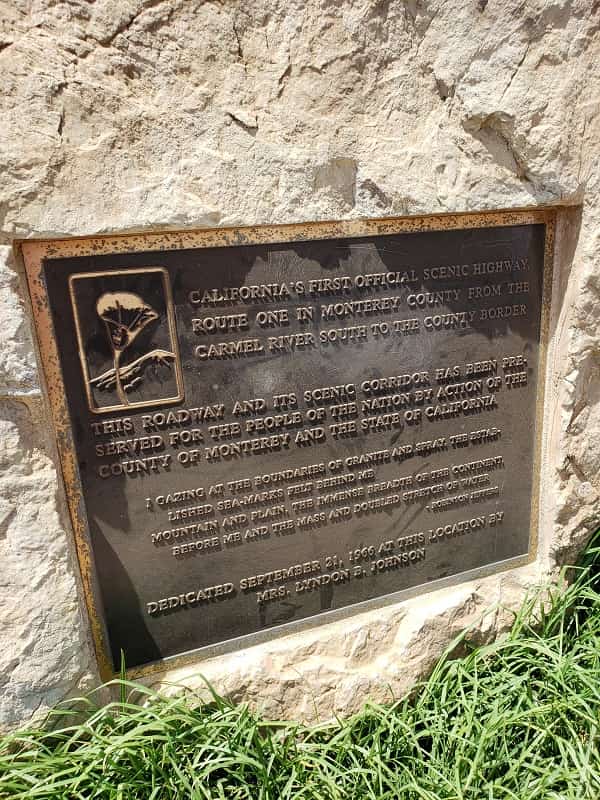 CALIFORNIA'S FIRST OFFICIAL SCENIC HIGHWAY,
ROUTE ONE IN MONTEREY COUNTY FROM THE
CARMEL RIVER SOUTH TO THE COUNTY BORDER
THIS ROADWAY AND ITS SCENIC CORRIDOR HAS BEEN PRE-
SERVED FOR THE PEOPLE OF THE NATION BY ACTION OF THE
COUNTY OF MONTEREY AND THE STATE OF CALIFORNIA
I GAZING AT THE BOUNDARIES OF GRANITE AND SPRAY, THE ESTAB-
LISHED SEA-MARKS FELT BEHIND ME
MOUNTAIN AND PLAIN, THE IMMENSE BREADTH OF THE CONTINENT,
BEFORE ME AND THE MASS AND DOUBLED STRETCH OF WATER
- ROBINSON JEFFERS
DEDICATED SEPTEMBER 21, 1966 AT THIS LOCATION BY
MRS. LYNDON B. JOHNSON